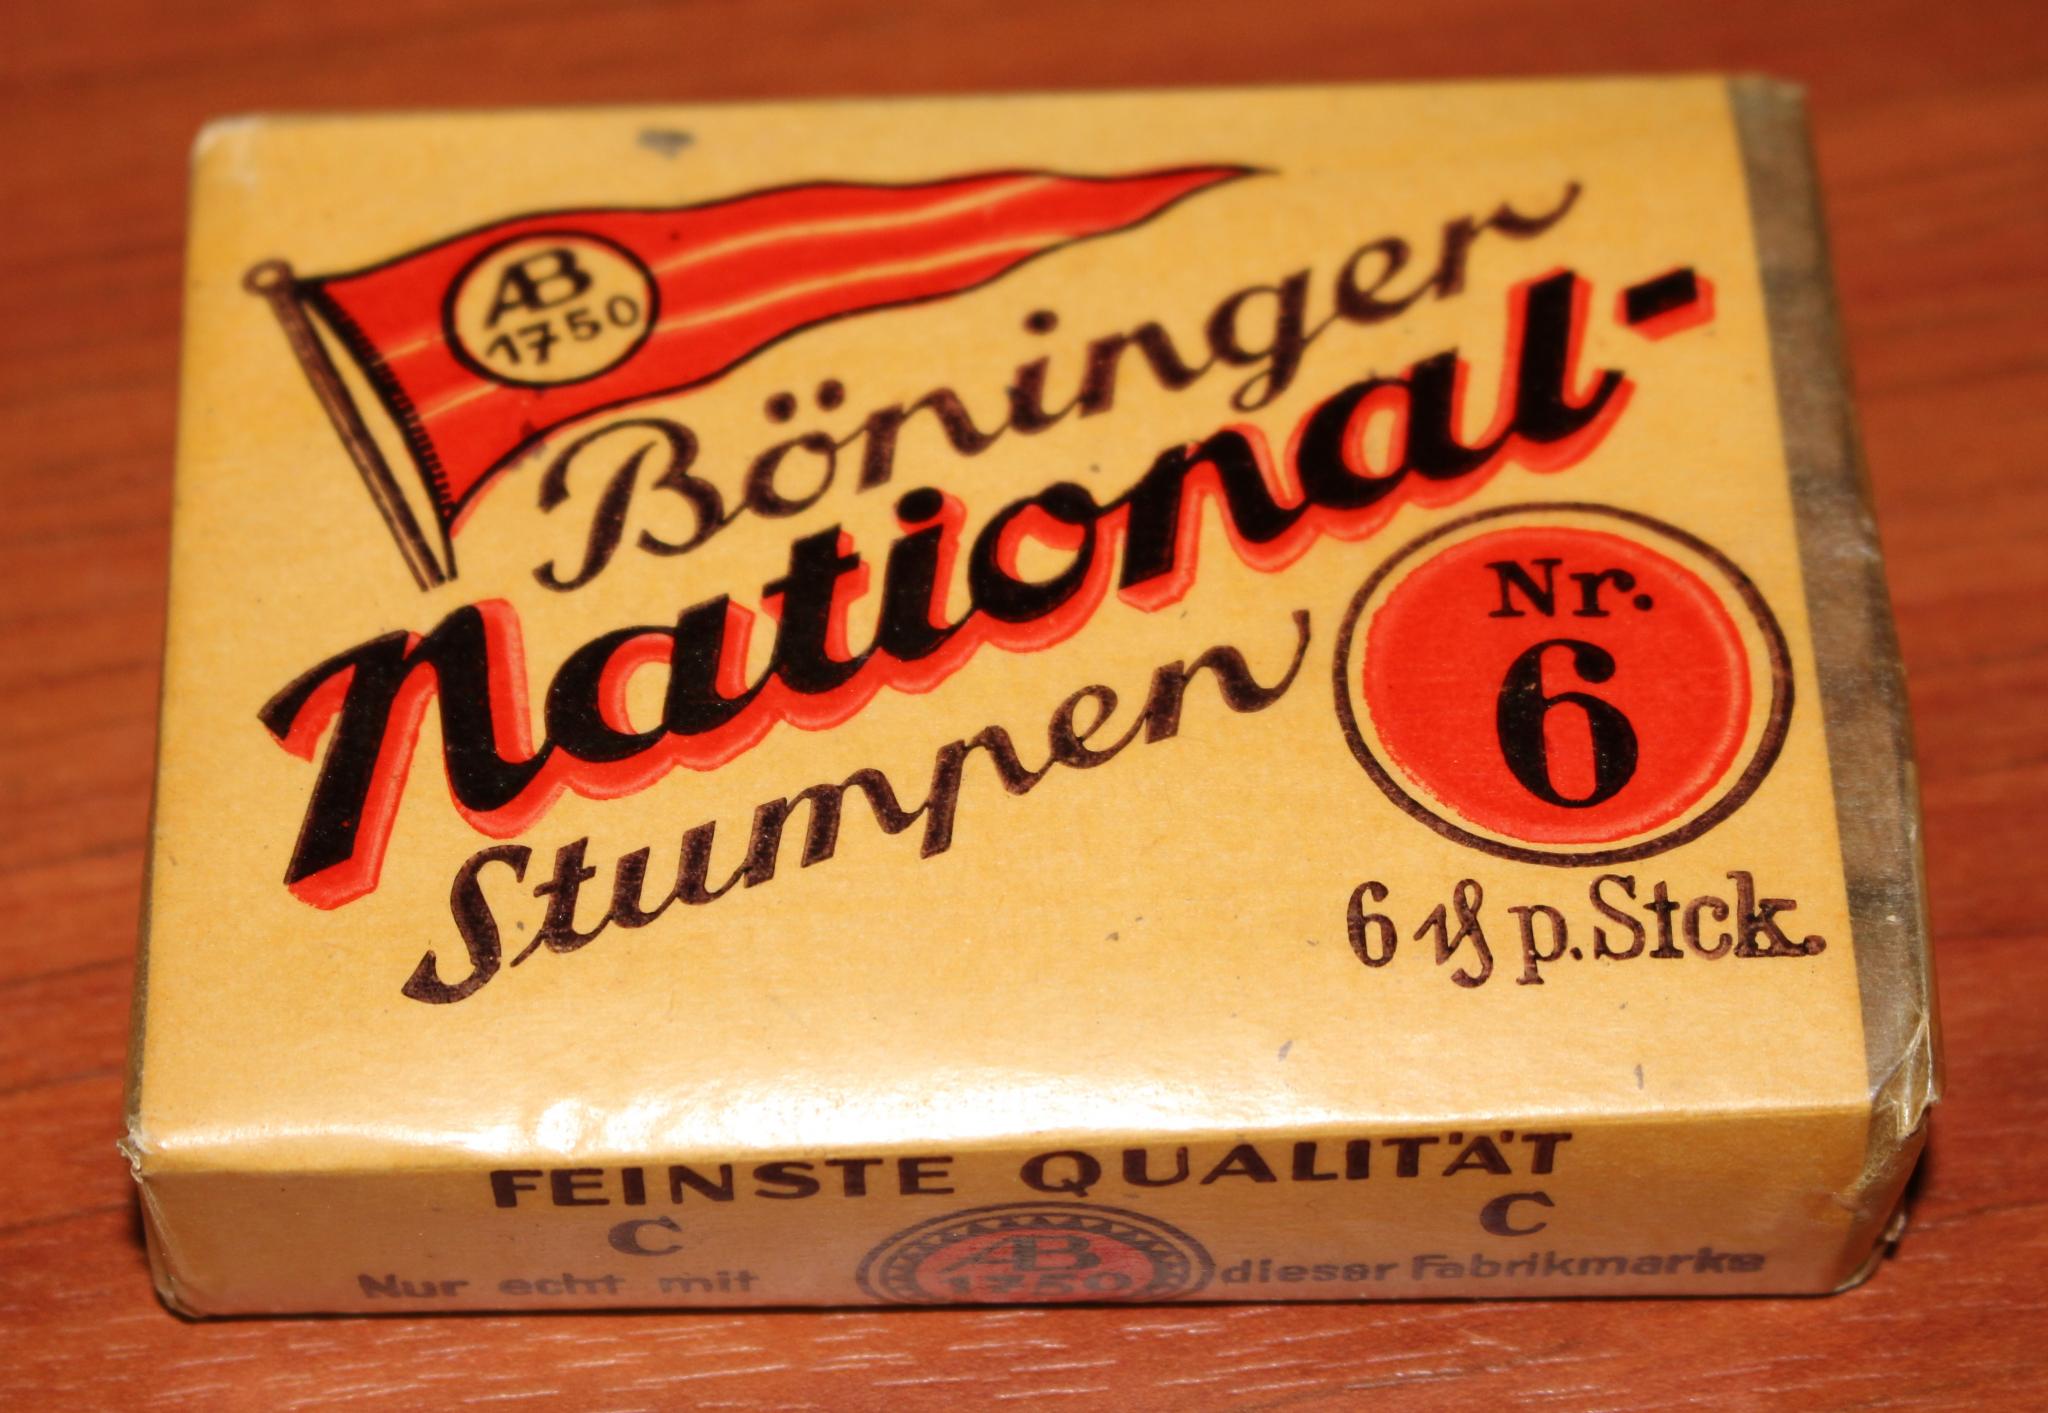 AB
1750
Böninger
National-
Stumpen
Nr.
6
6 ₰ p. Stck.
FEINSTE QUALITÄT
C C
Nur echt mit AB 1750 dieser Fabrikmarke